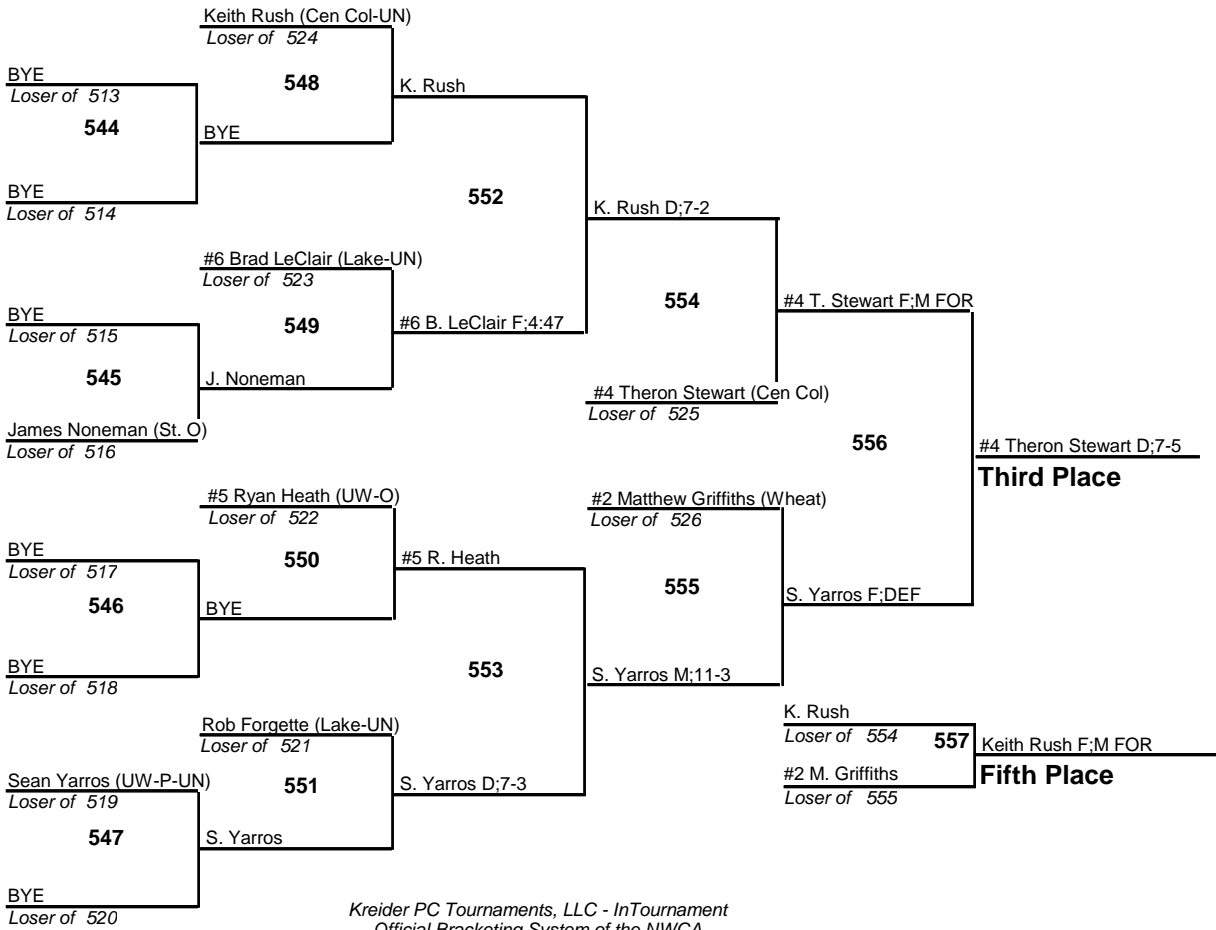 Keith Rush (Cen Col-UN)
Loser of 524
BYE
Loser of 513
548
K. Rush
544
BYE
BYE
Loser of 514
552
K. Rush D;7-2
#6 Brad LeClair (Lake-UN)
Loser of 523
554
#4 T. Stewart F;M FOR
BYE
Loser of 515
549
#6 B. LeClair F;4:47
545
J. Noneman
#4 Theron Stewart (Cen Col)
Loser of 525
James Noneman (St. O)
Loser of 516
556
#4 Theron Stewart D;7-5
Third Place
#5 Ryan Heath (UW-O)
Loser of 522
#2 Matthew Griffiths (Wheat)
Loser of 526
BYE
Loser of 517
550
#5 R. Heath
555
546
BYE
S. Yarros F;DEF
BYE
Loser of 518
553
S. Yarros M;11-3
Rob Forgette (Lake-UN)
Loser of 521
K. Rush
Loser of 554
557
Keith Rush F;M FOR
Fifth Place
Sean Yarros (UW-P-UN)
Loser of 519
551
S. Yarros D;7-3
#2 M. Griffiths
Loser of 555
547
S. Yarros
BYE
Loser of 520
Kreider PC Tournaments, LLC - InTournament
Official Bracketing System of the NWCA